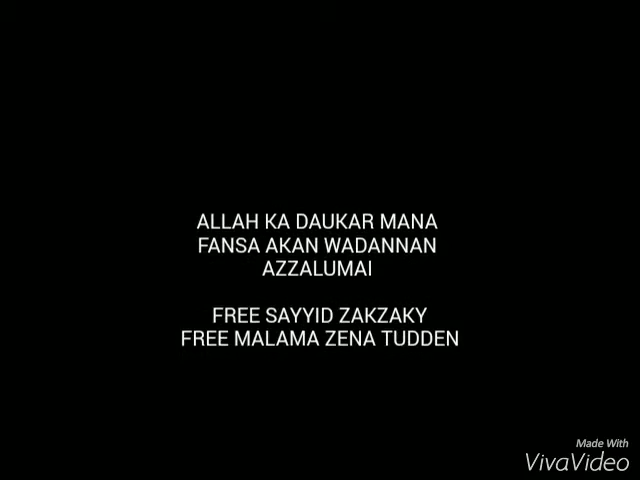 ALLAH KA DAUKAR MANA
FANSA AKAN WADANNAN
AZZALUMAI
FREE SAYYID ZAKZAKY
FREE MALAMA ZENA TUDDEN
Made With
VivaVideo